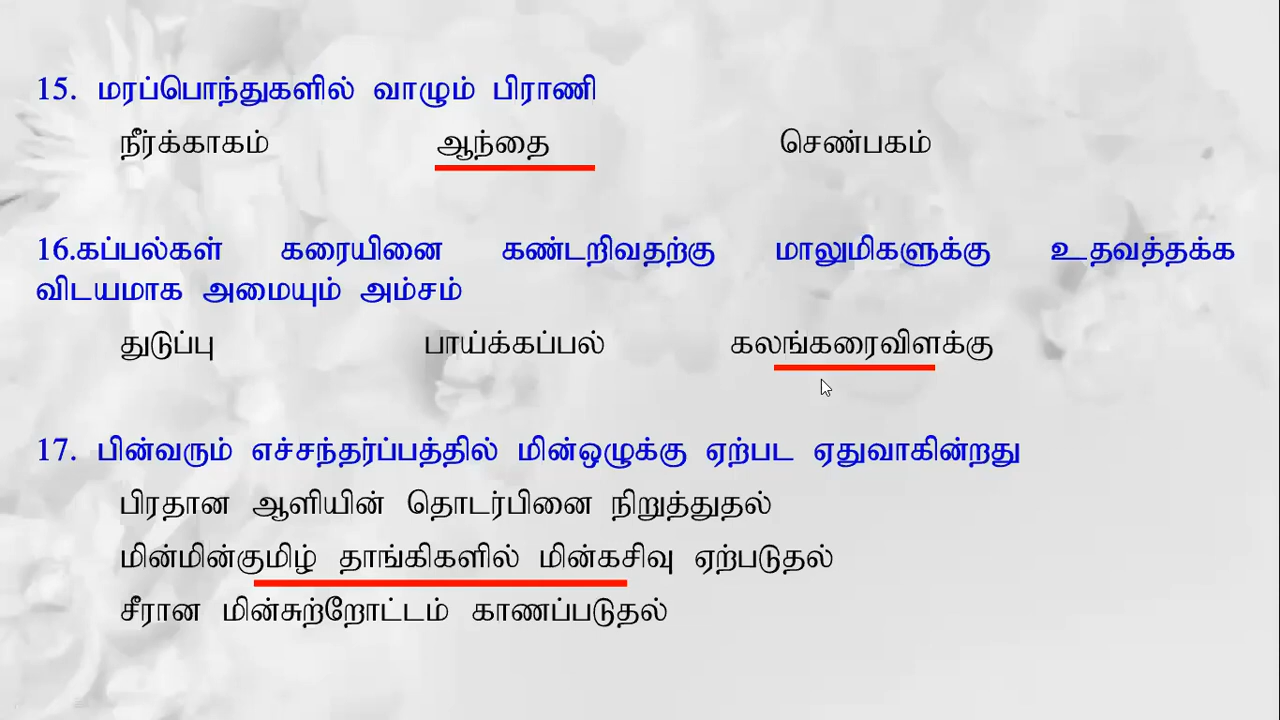 15. மரப்பொந்துகளில் வாழும் பிராணி
நீர்க்காகம் ஆந்தை செண்பகம்
16.கப்பல்கள் கரையினை கண்டறிவதற்கு மாலுமிகளுக்கு உதவத்தக்க
விடயமாக அமையும் அம்சம்
துடுப்பு பாய்க்கப்பல் கலங்கரைவிளக்கு
17. பின்வரும் எச்சந்தர்ப்பத்தில் மின்ஒழுக்கு ஏற்பட ஏதுவாகின்றது
பிரதான ஆளியின் தொடர்பினை நிறுத்துதல்
மின்மின்குமிழ் தாங்கிகளில் மின்கசிவு ஏற்படுதல்
சீரான மின்சுற்றோட்டம் காணப்படுதல்